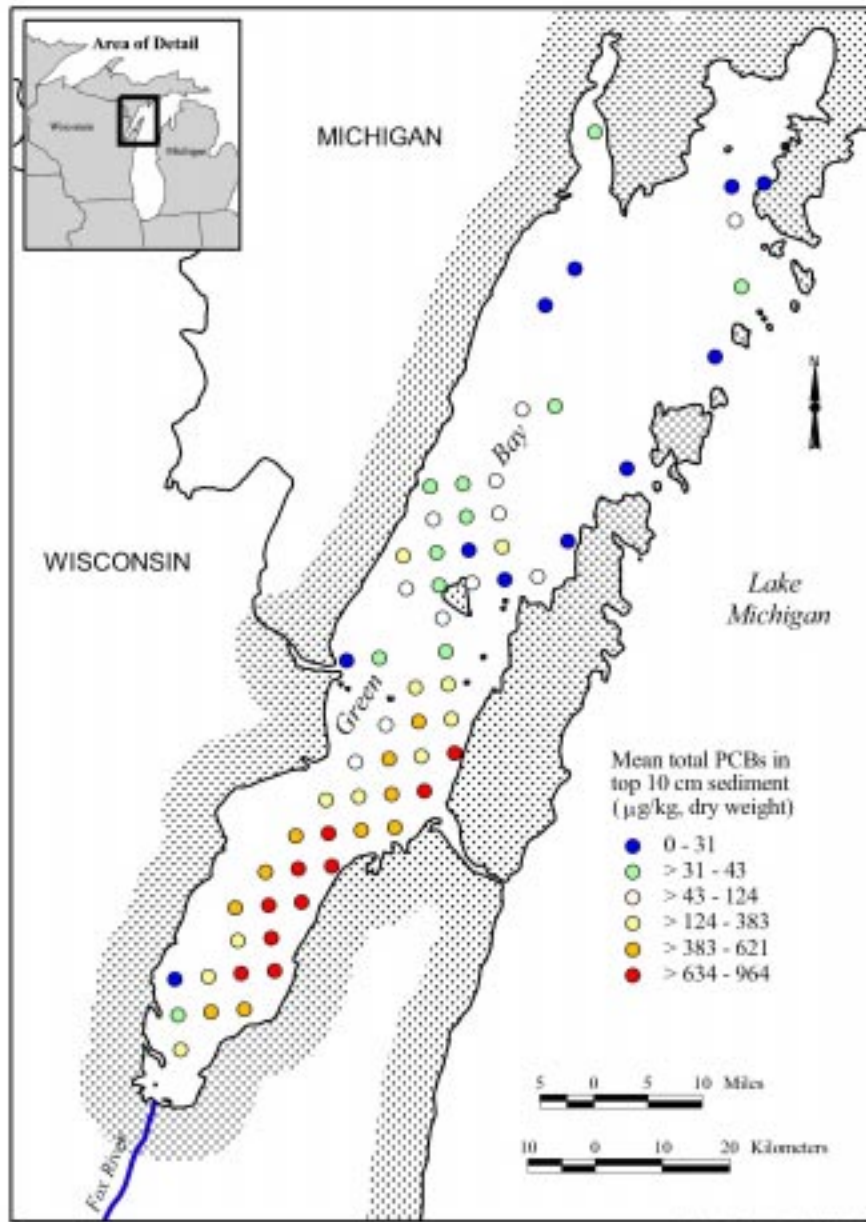 Area of Detail
Wisconsin
Michigan
MICHIGAN
N
Bay
WISCONSIN
Lake
Michigan
Green
Mean total PCBs in
top 10 cm sediment
(µg/kg, dry weight)
0 - 31
> 31 - 43
> 43 - 124
> 124 - 383
> 383 - 621
> 634 - 964
5 0 5 10 Miles
10 0 10 20 Kilometers
Fox River